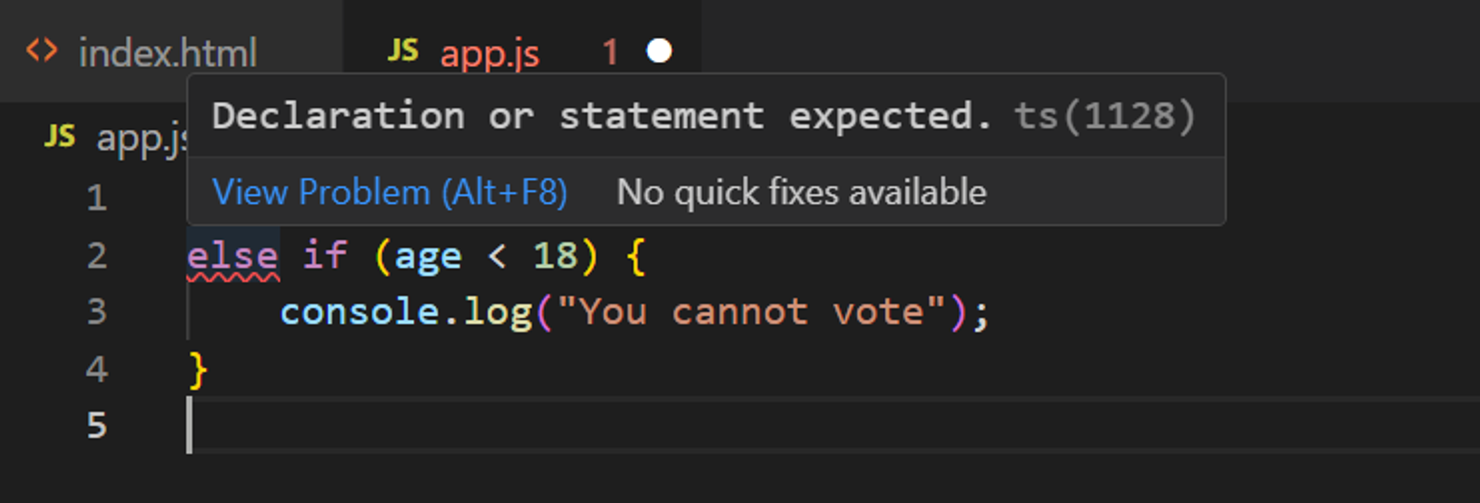 <> index.html JS app.js 1
Declaration or statement expected. ts(1128)
JS app.js
View Problem (Alt+F8) No quick fixes available
1
2 else if (age < 18) {
3 console.log("You cannot vote");
4 }
5